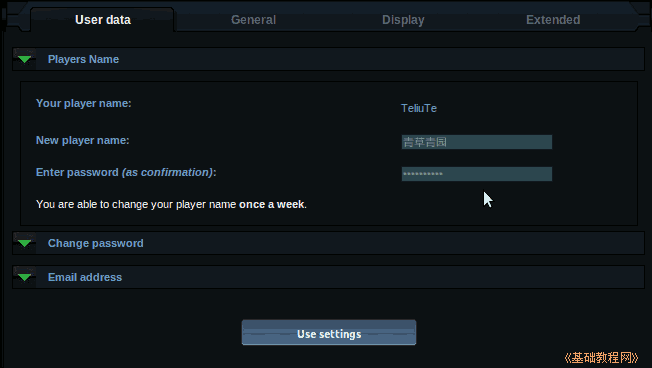 User data General Display Extended
Players Name
Your player name: TeliuTe
New player name: 青草青园
Enter password (as confirmation): ••••••••••
You are able to change your player name once a week.
Change password
Email address
Use settings
《基础教程网》